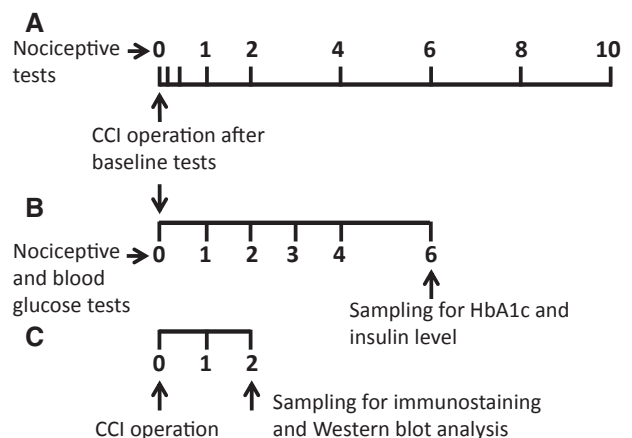 A
Nociceptive
tests
0 1 2 4 6 8 10
CCI operation after
baseline tests
B
Nociceptive
and blood
glucose tests
0 1 2 3 4 6
Sampling for HbA1c and
insulin level
C
0 1 2
CCI operation
Sampling for immunostaining
and Western blot analysis